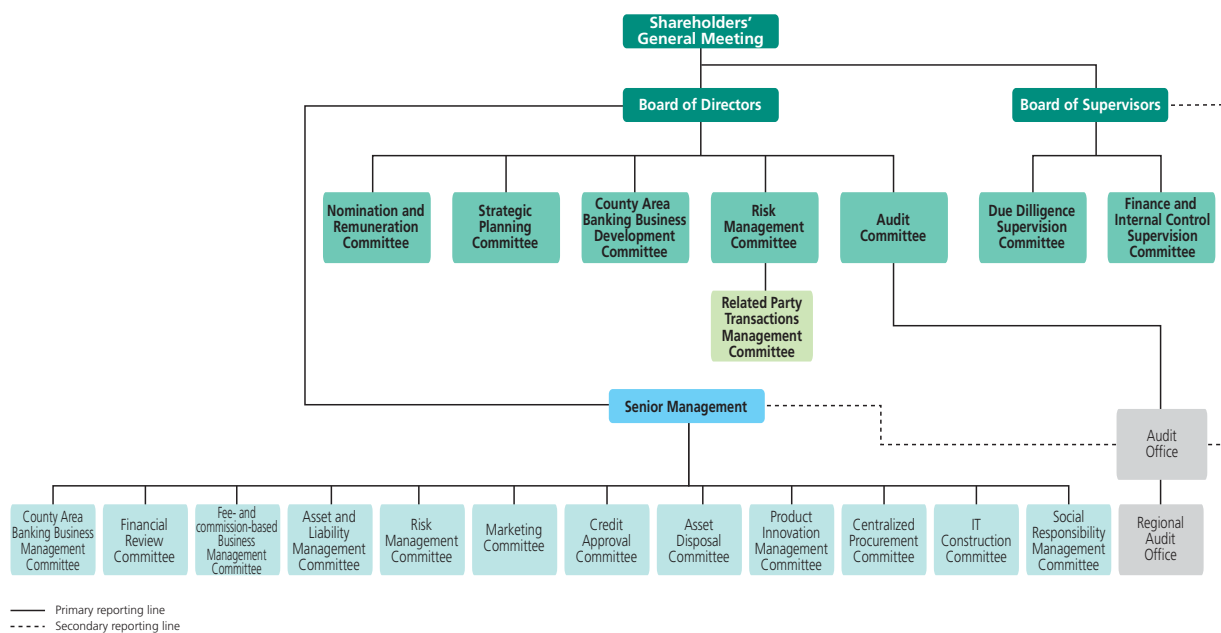 Shareholders'
General Meeting
Board of Directors
Board of Supervisors
Nomination and
Remuneration
Committee
Strategic
Planning
Committee
County Area
Banking Business
Development
Committee
Risk
Management
Committee
Audit
Committee
Due Dilligence
Supervision
Committee
Finance and
Internal Control
Supervision
Committee
Related Party
Transactions
Management
Committee
Senior Management
Audit
Office
County Area
Banking Business
Management
Committee
Financial
Review
Committee
Fee- and
commission-based
Business
Management
Committee
Asset and
Liability Management
Committee
Risk
Management
Committee
Marketing
Committee
Credit
Approval
Committee
Asset
Disposal
Committee
Product
Innovation
Management
Committee
Centralized
Procurement
Committee
IT
Construction
Committee
Social
Responsibility
Management
Committee
Regional
Audit
Office
Primary reporting line
Secondary reporting line